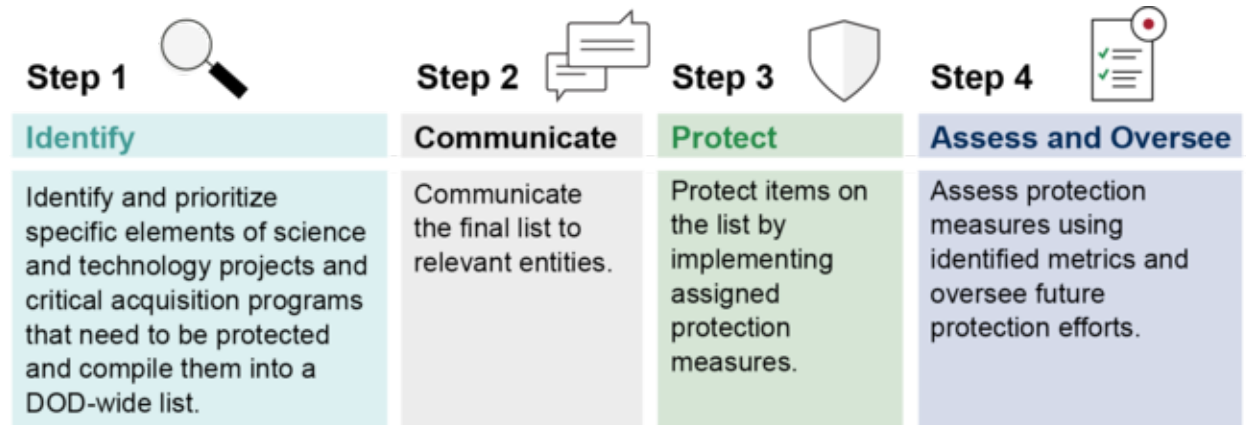 Step 1
Identify
Identify and prioritize
specific elements of science
and technology projects and
critical acquisition programs
that need to be protected
and compile them into a
DOD-wide list.
Step 2
Communicate
Communicate
the final list to
relevant entities.
Step 3
Protect
Protect items on
the list by
implementing
assigned
protection
measures.
Step 4
Assess and Oversee
Assess protection
measures using
identified metrics and
oversee future
protection efforts.